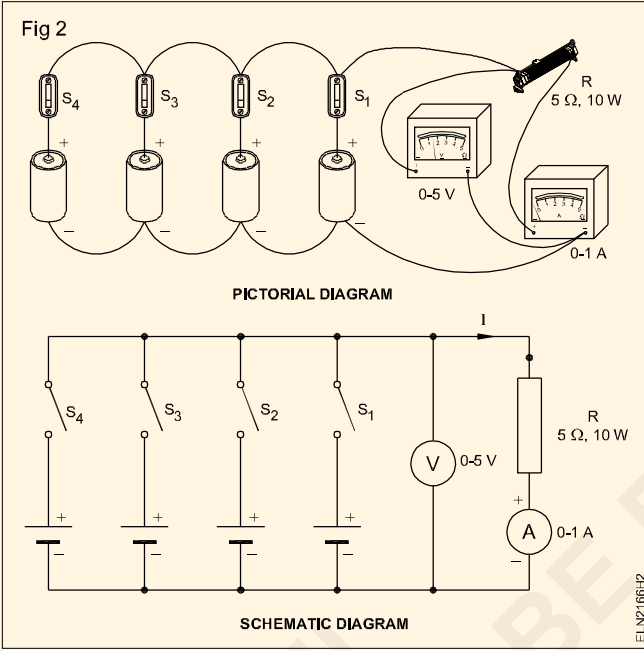 Fig 2
S4
S3
S2
S1
R
5 Ω, 10 W
+
+
+
+
–
–
–
–
0-5 V
0-1 A
PICTORIAL DIAGRAM
I
S4
S3
S2
S1
V
0-5 V
R
5 Ω, 10 W
+
+
+
+
–
–
–
–
+
A
–
0-1 A
SCHEMATIC DIAGRAM
ELN2166H2